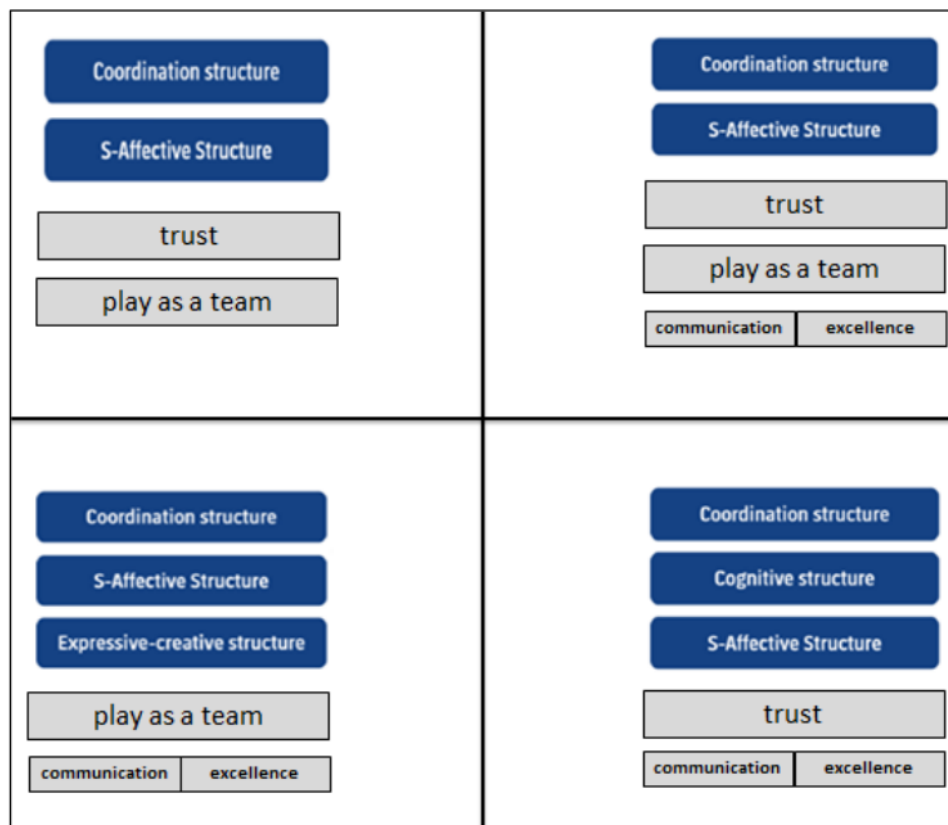 Coordination structure
S-Affective Structure
trust
play as a team
Coordination structure
S-Affective Structure
trust
play as a team
communication excellence
Coordination structure
S-Affective Structure
Expressive-creative structure
play as a team
communication excellence
Coordination structure
Cognitive structure
S-Affective Structure
trust
communication excellence